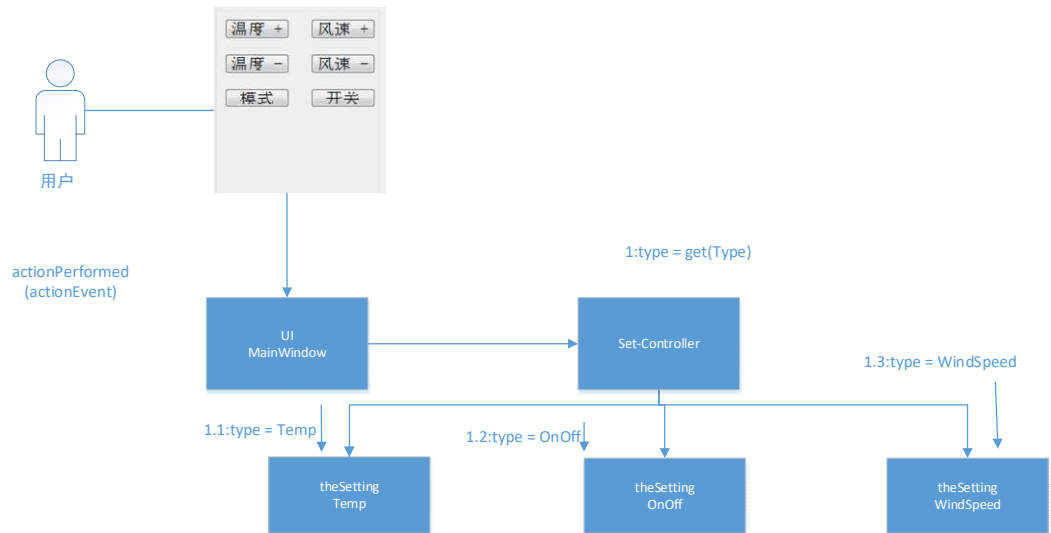 温度 +
风速 +
温度 -
风速 -
模式
开关
用户
actionPerformed
(actionEvent)
1:type = get(Type)
UI
MainWindow
Set-Controller
1.3:type = WindSpeed
1.1:type = Temp
1.2:type = OnOff
theSetting
Temp
theSetting
OnOff
theSetting
WindSpeed